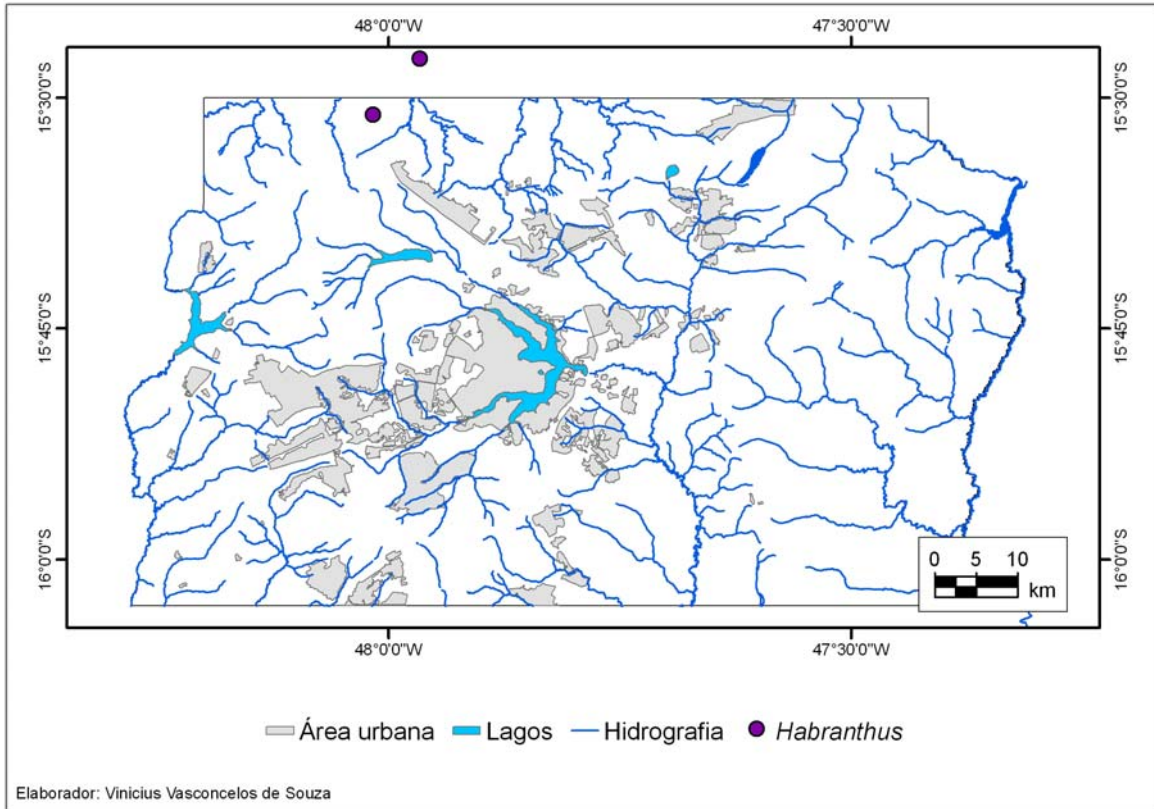 48°0'0"W 47°30'0"W
15°30'0"S 15°30'0"S
15°45'0"S 15°45'0"S
16°0'0"S 16°0'0"S
0 5 10
km
48°0'0"W 47°30'0"W
Área urbana Lagos Hidrografia Habranthus
Elaborador: Vinicius Vasconcelos de Souza